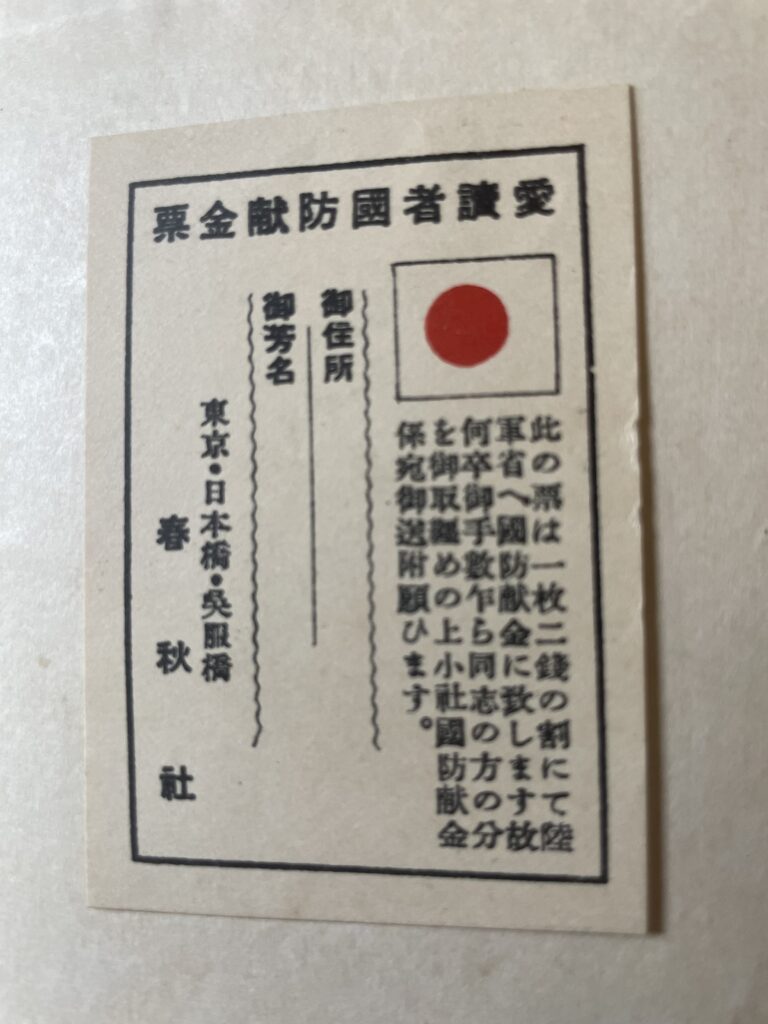 愛讀者國防献金票
此の票は一枚二錢の割にて陸
軍省へ國防献金に致します故
何卒御手數乍ら同志の方の分
を御取纒めの上小社國防献金
係宛御送附願ひます。
御住所
御芳名
東京・日本橋・吳服橋
春秋社